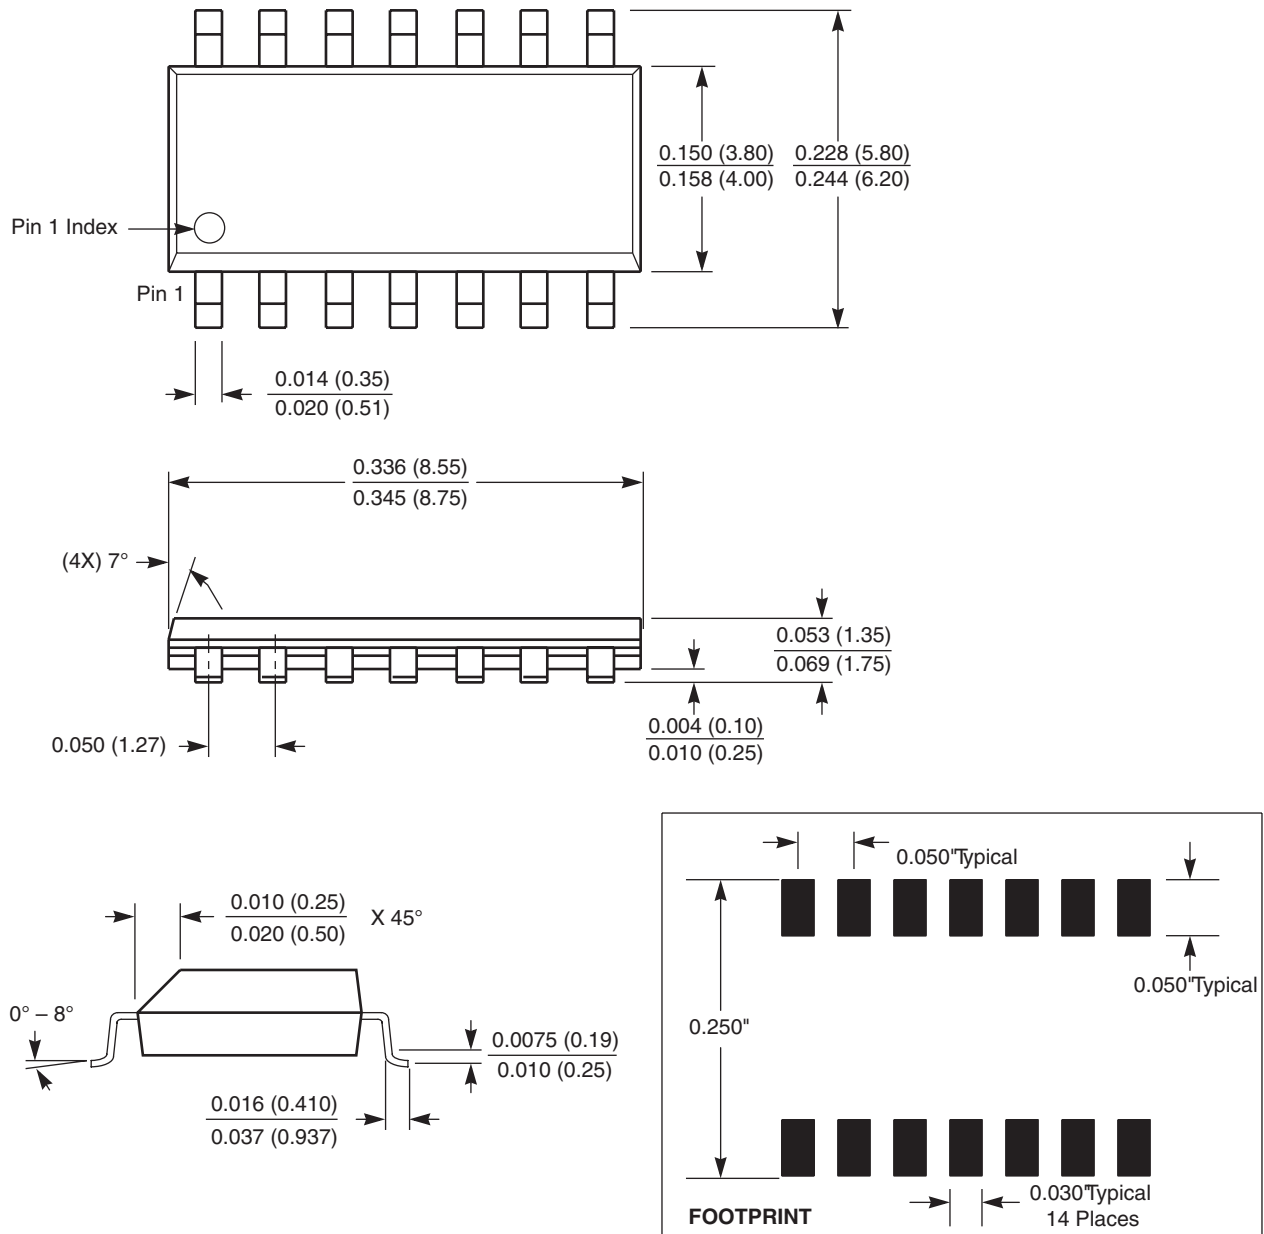 0.150 (3.80)
0.158 (4.00)
0.228 (5.80)
0.244 (6.20)
Pin 1 Index
Pin 1
0.014 (0.35)
0.020 (0.51)
0.336 (8.55)
0.345 (8.75)
(4X) 7°
0.053 (1.35)
0.069 (1.75)
0.004 (0.10)
0.010 (0.25)
0.050 (1.27)
0.010 (0.25)
0.020 (0.50)
X 45°
0° – 8°
0.0075 (0.19)
0.010 (0.25)
0.016 (0.410)
0.037 (0.937)
0.050"Typical
0.050"Typical
0.250"
0.030"Typical
14 Places
FOOTPRINT